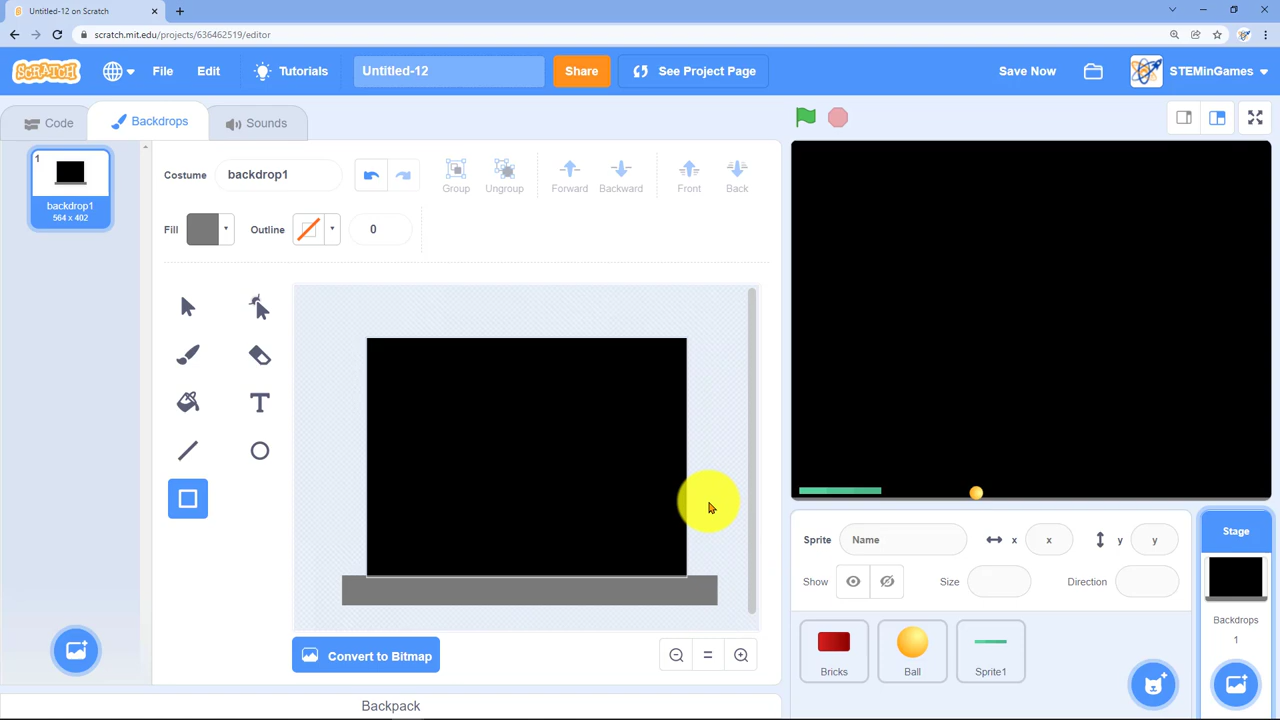 Untitled-12 on Scratch
scratch.mit.edu/projects/636462519/editor
SCRATCH
File
Edit
Tutorials
Untitled-12
Share
See Project Page
Save Now
STEMinGames
Code
Backdrops
Sounds
1
backdrop1
564 x 402
Costume
backdrop1
Group
Ungroup
Forward
Backward
Front
Back
Fill
Outline
0
Convert to Bitmap
Backpack
Sprite
Name
x
x
y
y
Show
Size
Direction
Bricks
Ball
Sprite1
Stage
Backdrops
1